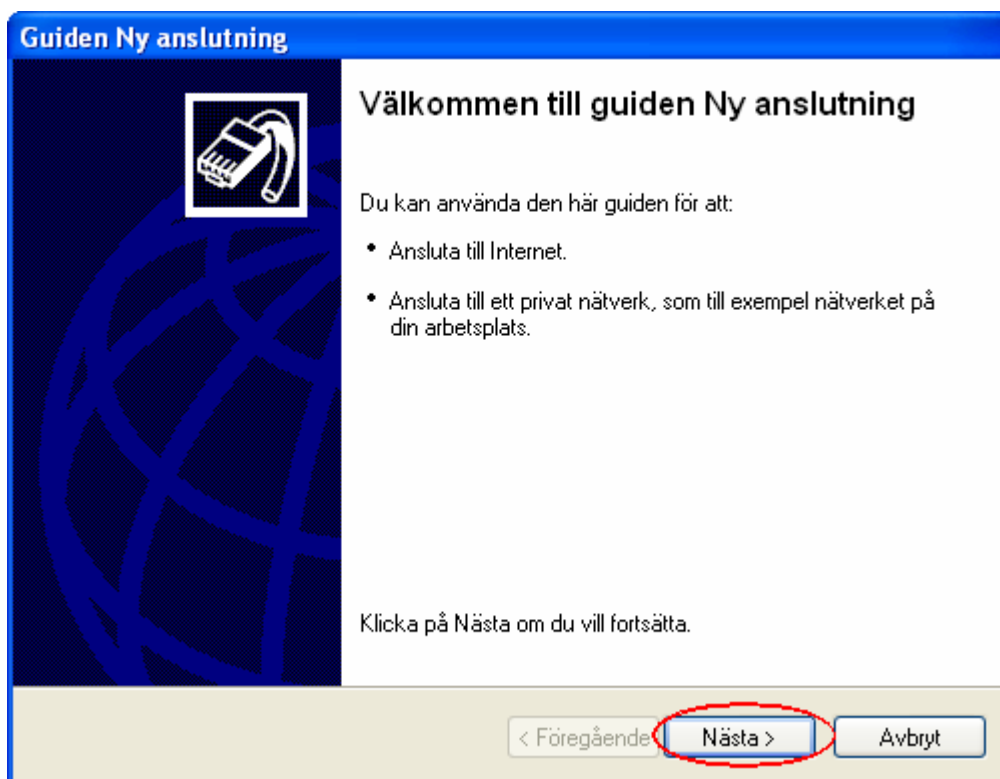 Guiden Ny anslutning
Välkommen till guiden Ny anslutning
Du kan använda den här guiden för att:
• Ansluta till Internet.
• Ansluta till ett privat nätverk, som till exempel nätverket på
din arbetsplats.
Klicka på Nästa om du vill fortsätta.
< Föregående Nästa > Avbryt